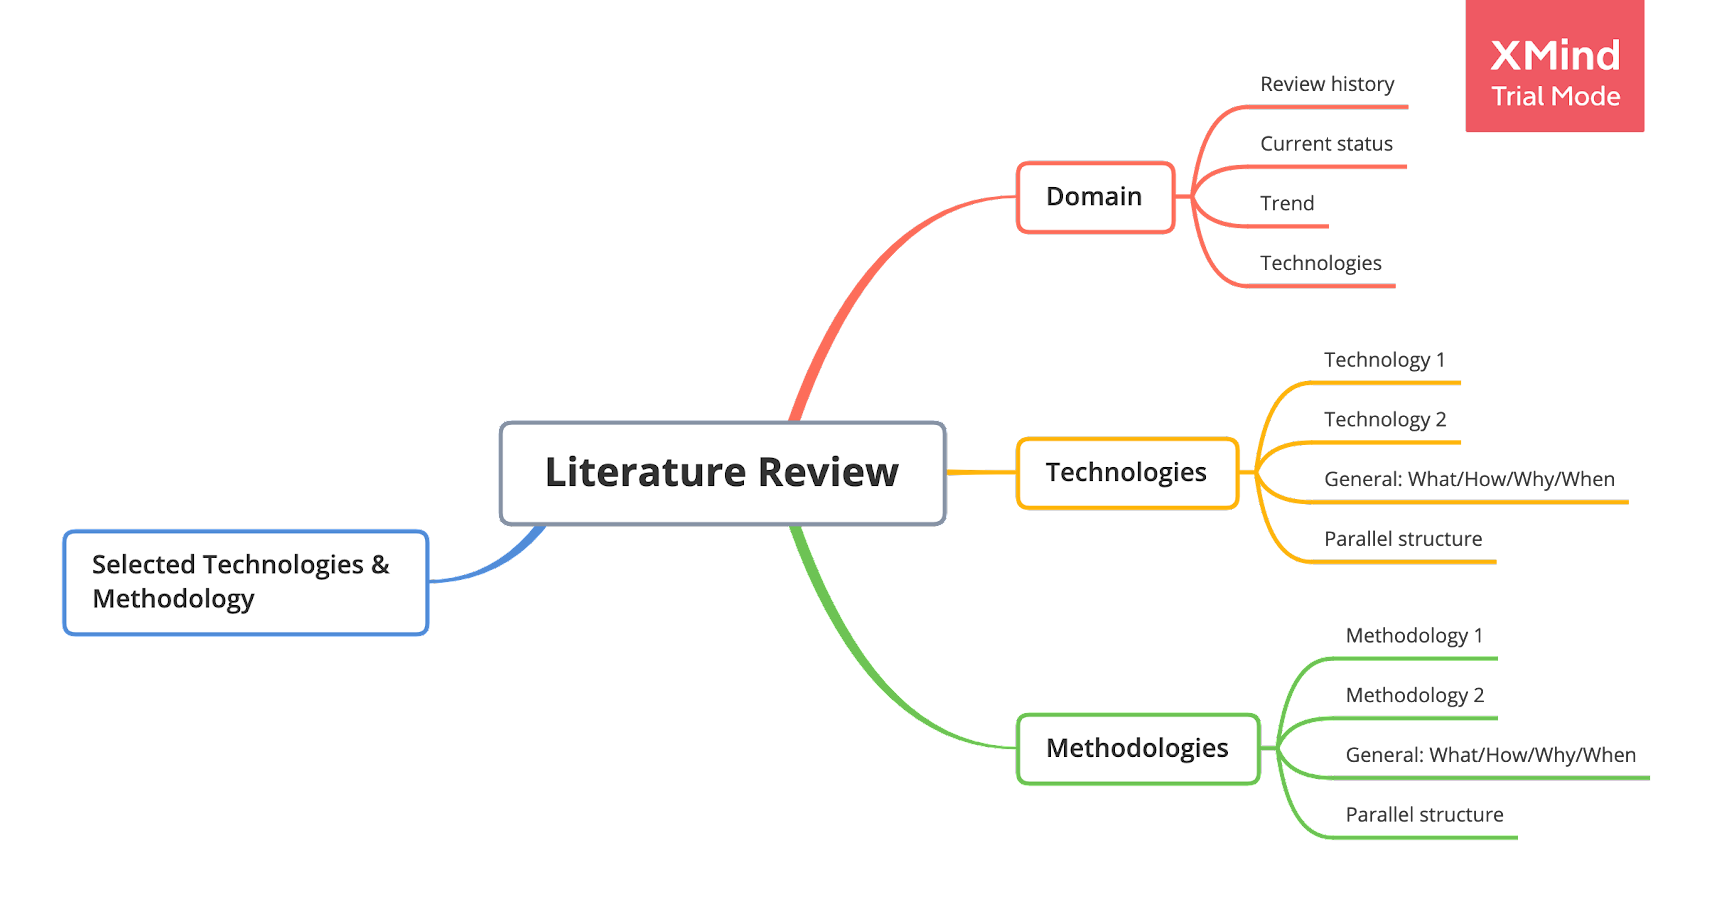 XMind
Trial Mode
Review history
Current status
Domain
Trend
Technologies
Technology 1
Technology 2
Literature Review
Technologies
General: What/How/Why/When
Parallel structure
Selected Technologies &
Methodology
Methodology 1
Methodology 2
Methodologies
General: What/How/Why/When
Parallel structure